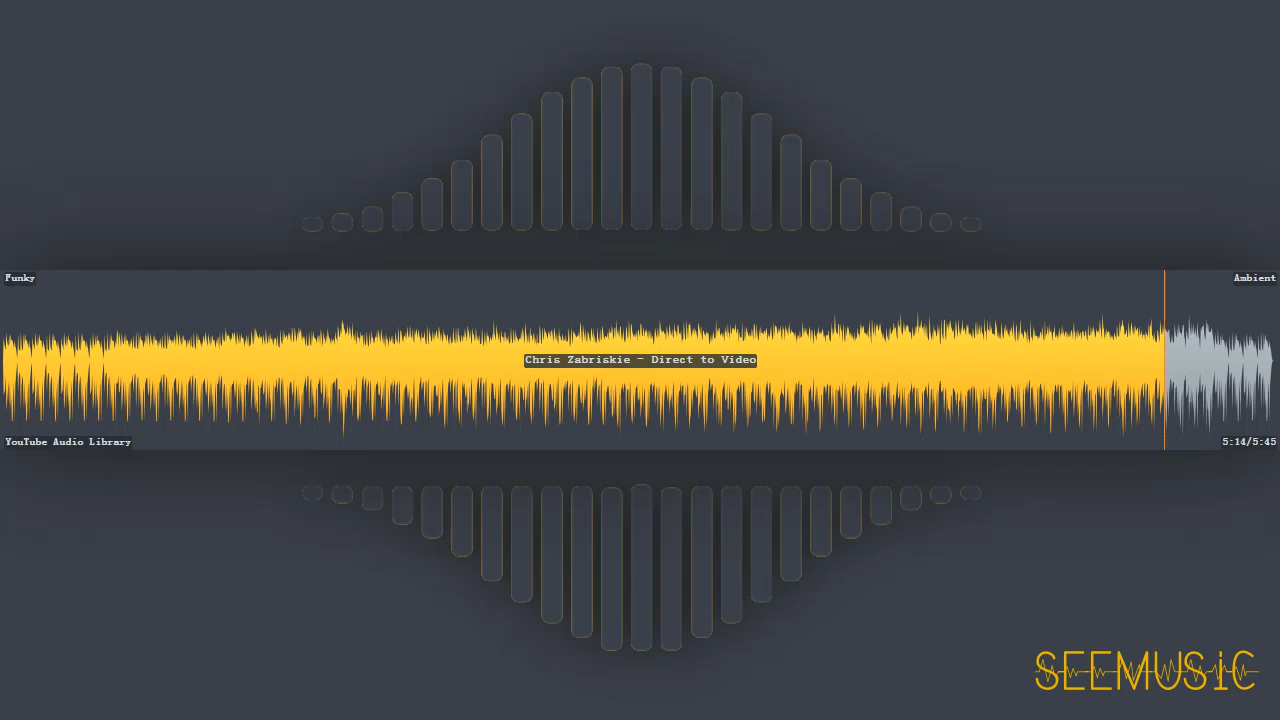 Funky
Ambient
Chris Zabriskie - Direct to Video
YouTube Audio Library
5:14/5:45
SEEMUSiC